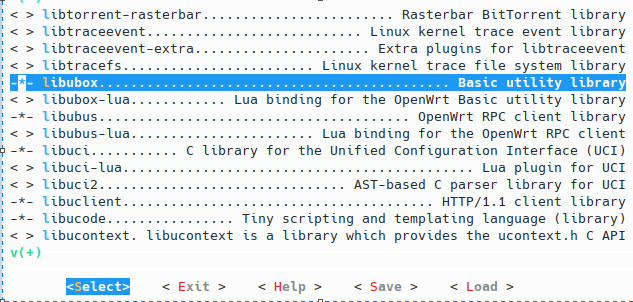 < > libtorrent-rasterbar........................ Rasterbar BitTorrent library
< > libtraceevent............................ Linux kernel trace event library
< > libtraceevent-extra....................... Extra plugins for libtraceevent
< > libtracefs......................... Linux kernel trace file system library
-*- libubox............................................ Basic utility library
< > libubox-lua............ Lua binding for the OpenWrt Basic utility library
-*- libubus....................................... OpenWrt RPC client library
< > libubus-lua....................... Lua binding for the OpenWrt RPC client
-*- libuci........... C library for the Unified Configuration Interface (UCI)
< > libuci-lua............................................ Lua plugin for UCI
< > libuci2............................... AST-based C parser library for UCI
-*- libuclient....................................... HTTP/1.1 client library
-*- libucode................ Tiny scripting and templating language (library)
< > libucontext. libucontext is a library which provides the ucontext.h C API
v(+)
<Select> < Exit > < Help > < Save > < Load >